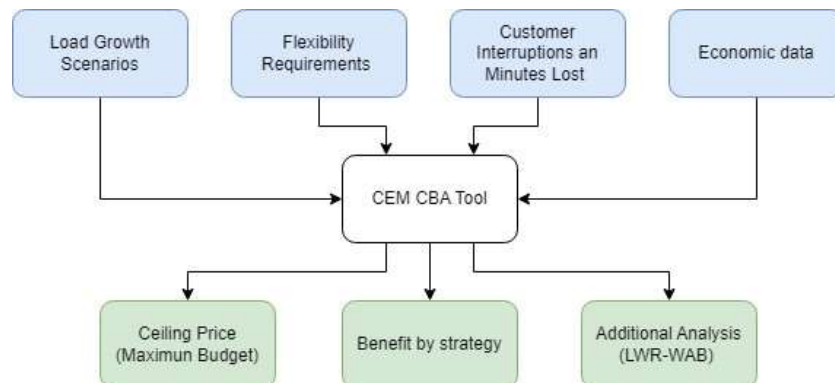 Load Growth
Scenarios
Flexibility
Requirements
Customer
Interruptions an
Minutes Lost
Economic data
CEM CBA Tool
Ceiling Price
(Maximun Budget)
Benefit by strategy
Additional Analysis
(LWR-WAB)